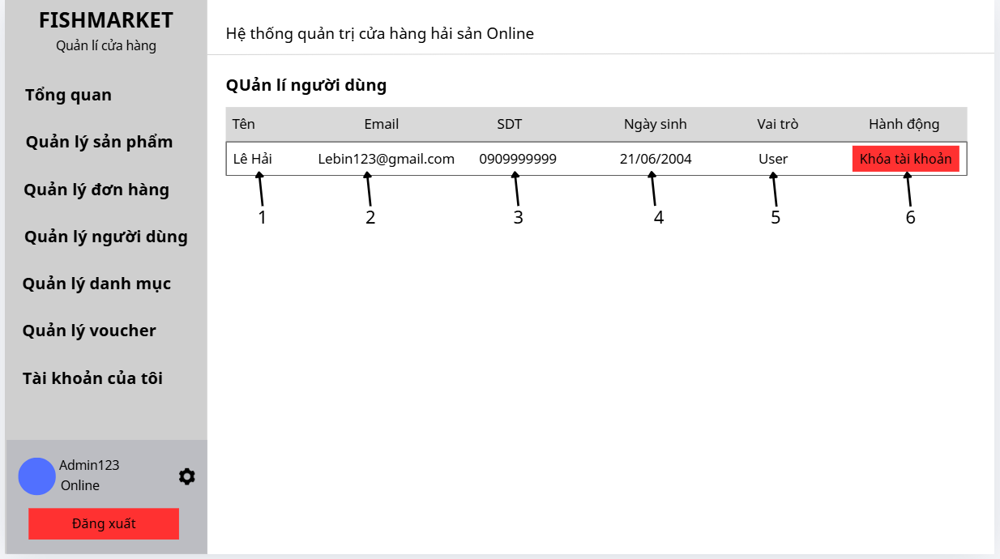 FISHMARKET
Quản lí cửa hàng
Tổng quan
Quản lý sản phẩm
Quản lý đơn hàng
Quản lý người dùng
Quản lý danh mục
Quản lý voucher
Tài khoản của tôi
Admin123
Online
Đăng xuất
Hệ thống quản trị cửa hàng hải sản Online
QUản lí người dùng
Tên Email SDT Ngày sinh Vai trò Hành động
Lê Hải Lebin123@gmail.com 0909999999 21/06/2004 User Khóa tài khoản
1 2 3 4 5 6